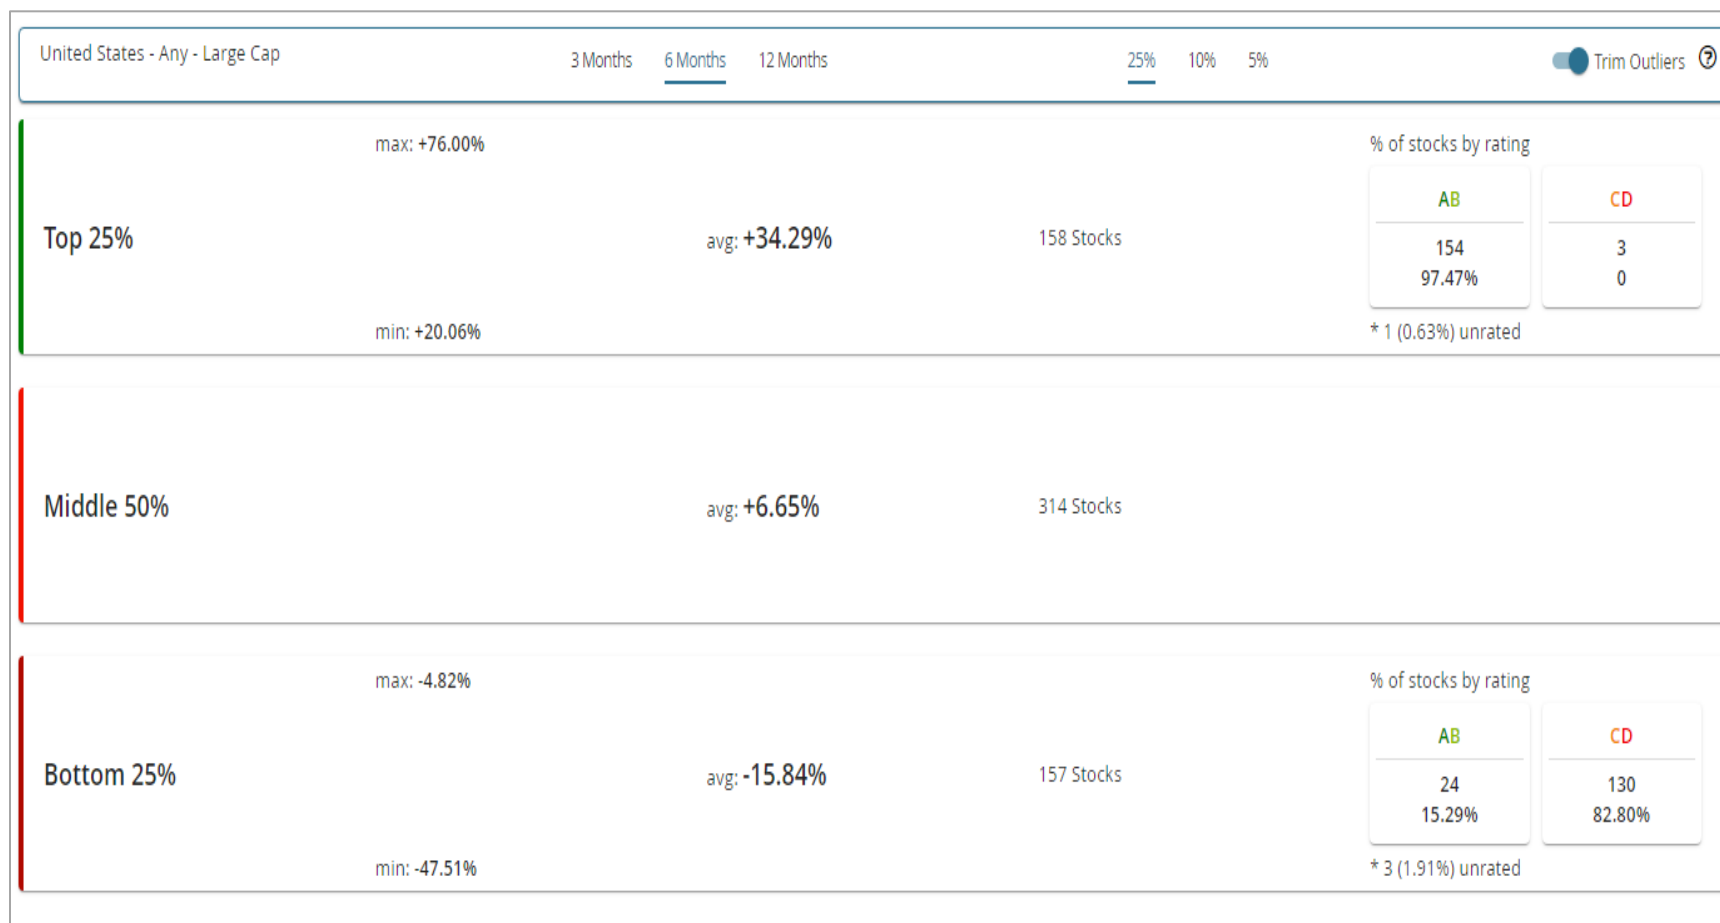 United States - Any - Large Cap 3 Months 6 Months 12 Months 25% 10% 5% Trim Outliers ?
max: +76.00% % of stocks by rating
AB CD
Top 25% avg: +34.29% 158 Stocks 154 3
97.47% 0
min: +20.06% * 1 (0.63%) unrated
Middle 50% avg: +6.65% 314 Stocks
max: -4.82% % of stocks by rating
AB CD
Bottom 25% avg: -15.84% 157 Stocks 24 130
15.29% 82.80%
min: -47.51% * 3 (1.91%) unrated